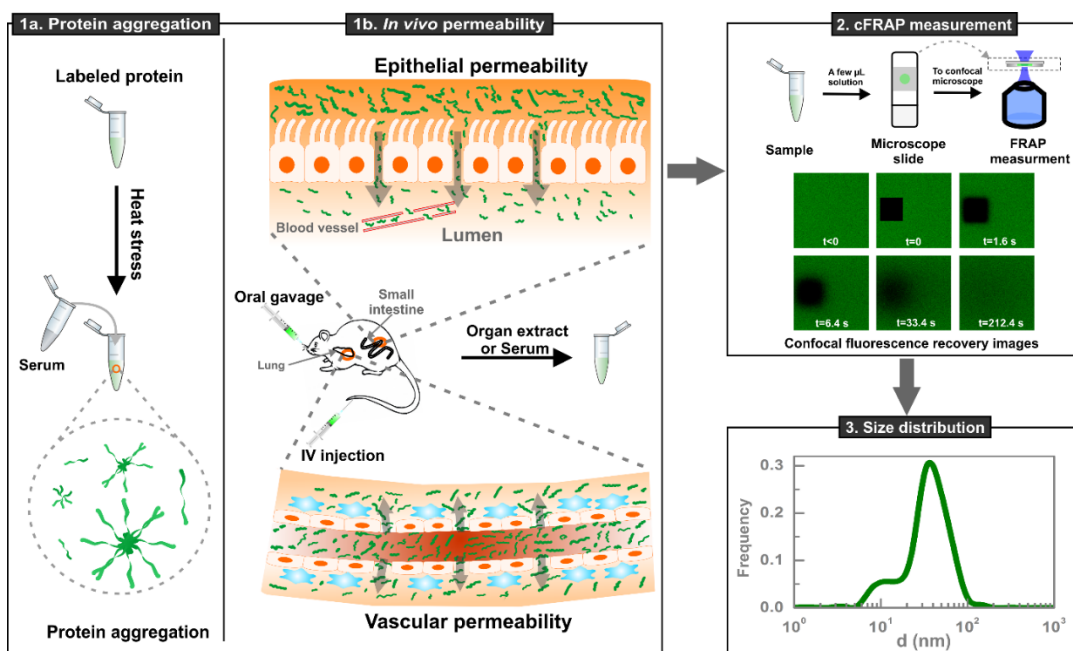 1a. Protein aggregation
Labeled protein
Heat stress
Serum
Protein aggregation
1b. In vivo permeability
Epithelial permeability
Blood vessel
Lumen
Oral gavage
Small
intestine
Lung
Organ extract
or Serum
IV injection
Vascular permeability
2. cFRAP measurement
A few µL
solution
To confocal
microscope
Sample
Microscope
slide
FRAP
measurment
t<0
t=0
t=1.6 s
t=6.4 s
t=33.4 s
t=212.4 s
Confocal fluorescence recovery images
3. Size distribution
Frequency
0.3
0.2
0.1
0.0
10⁰
10¹
10²
10³
d (nm)